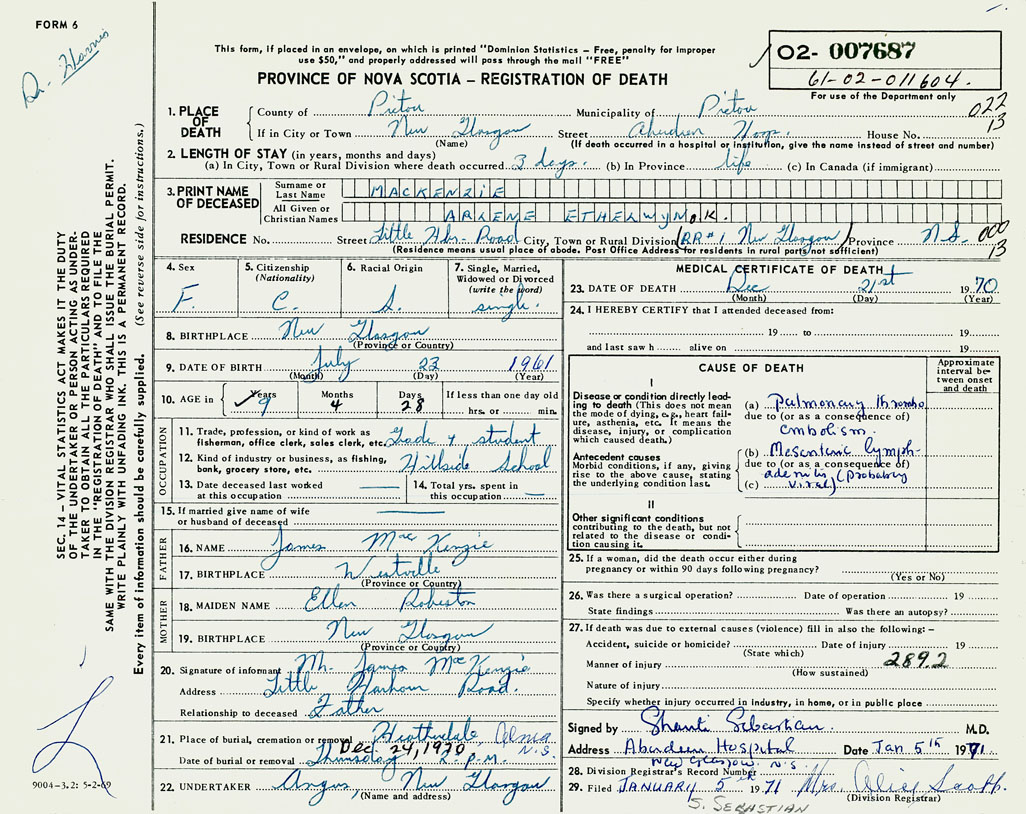 FORM 6
Dr. Harris
This form, if placed in an envelope, on which is printed "Dominion Statistics – Free, penalty for improper
use $50," and properly addressed will pass through the mail "FREE"
PROVINCE OF NOVA SCOTIA – REGISTRATION OF DEATH
02- 007687
61-02-011604.
For use of the Department only
022
13
1. PLACE OF DEATH
County of Pictou Municipality of Pictou
If in City or Town New Glasgow Street Aberdeen Hosp. House No.
(Name) (If death occurred in a hospital or institution, give the name instead of street and number)
2. LENGTH OF STAY (in years, months and days)
(a) In City, Town or Rural Division where death occurred 3 days. (b) In Province life (c) In Canada (if immigrant)
3. PRINT NAME OF DECEASED
Surname or Last Name MACKENZIE
All Given or Christian Names ARLENE ETHELWYN O.K.
RESIDENCE No. Street Little Hbr. Road City, Town or Rural Division (RR#1 New Glasgow) Province N.S. 000
13
(Residence means usual place of abode. Post Office Address for residents in rural parts not sufficient)
4. Sex
F.
5. Citizenship
(Nationality)
C.
6. Racial Origin
S.
7. Single, Married,
Widowed or Divorced
(write the word)
single.
8. BIRTHPLACE New Glasgow
(Province or Country)
9. DATE OF BIRTH July 23 1961
(Month) (Day) (Year)
10. AGE in Years 9 Months 4 Days 28 If less than one day old
hrs. or min.
OCCUPATION
11. Trade, profession, or kind of work as
fisherman, office clerk, sales clerk, etc. Grade 4 student
12. Kind of industry or business, as fishing,
bank, grocery store, etc. Hillside School
13. Date deceased last worked
at this occupation
14. Total yrs. spent in
this occupation
15. If married give name of wife
or husband of deceased
FATHER
16. NAME James MacKenzie
17. BIRTHPLACE Westville
(Province or Country)
MOTHER
18. MAIDEN NAME Ellen
19. BIRTHPLACE New Glasgow
(Province or Country)
20. Signature of informant Mr. James MacKenzie
Address Little Harbour Road.
Relationship to deceased Father
21. Place of burial, cremation or removal Heathvdale, Alma N.S
Date of burial or removal Dec. 24, 1970 Thursday 2. P.M.
22. UNDERTAKER Angus, New Glasgow
(Name and address)
MEDICAL CERTIFICATE OF DEATH
23. DATE OF DEATH Dec 21st 1970
(Month) (Day) (Year)
24. I HEREBY CERTIFY that I attended deceased from:
19 to 19
and last saw h alive on 19
CAUSE OF DEATH
Approximate interval between onset and death
I
Disease or condition directly leading to death (This does not mean the mode of dying, e.g., heart failure, asthenia, etc. It means the disease, injury, or complication which caused death.)
(a) Pulmonary thrombo
due to (or as a consequence of)
embolism.
Antecedent causes
Morbid conditions, if any, giving rise to the above cause, stating the underlying condition last.
(b) Mesenteric lymph-
due to (or as a consequence of)
adenitis (probably
(c) viral)
II
Other significant conditions
contributing to the death, but not related to the disease or condition causing it.
25. If a woman, did the death occur either during
pregnancy or within 90 days following pregnancy?
(Yes or No)
26. Was there a surgical operation? Date of operation 19
State findings Was there an autopsy?
27. If death was due to external causes (violence) fill in also the following: –
Accident, suicide or homicide? Date of injury 19
(State which)
289.2
Manner of injury
(How sustained)
Nature of injury
Specify whether injury occurred in industry, in home, or in public place
Signed by Shanti Sebastian M.D.
Address Aberdeen Hospital Date Jan 5th 1971
New Glasgow N.S.
28. Division Registrar's Record Number
29. Filed JANUARY 5th 1971 Mrs. Scott.
(Division Registrar)
S. SEBASTIAN
SEC. 14 – VITAL STATISTICS ACT MAKES IT THE DUTY
OF THE UNDERTAKER OR PERSON ACTING AS UNDER-
TAKER TO OBTAIN ALL THE PARTICULARS REQUIRED
IN THE "REGISTRATION OF DEATH" AND TO FILE THE
SAME WITH THE DIVISION REGISTRAR WHO SHALL ISSUE THE BURIAL PERMIT.
WRITE PLAINLY WITH UNFADING INK. THIS IS A PERMANENT RECORD.
Every item of information should be carefully supplied. (See reverse side for instructions.)
9004-3.2: 5-2-69